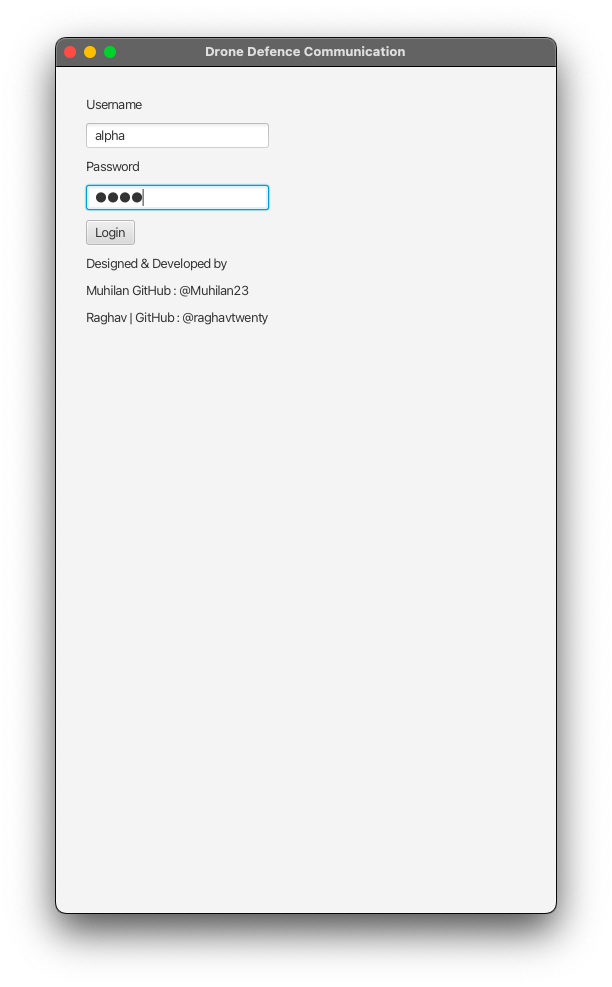 Drone Defence Communication
Username
alpha
Password
●●●●
Login
Designed & Developed by
Muhilan GitHub : @Muhilan23
Raghav | GitHub : @raghavtwenty